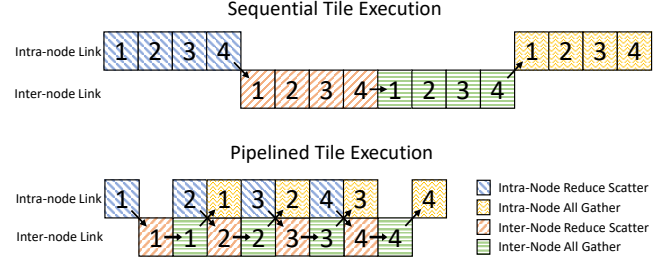 Sequential Tile Execution
Intra-node Link 1 2 3 4 1 2 3 4
Inter-node Link 1 2 3 4 1 2 3 4
Pipelined Tile Execution
Intra-node Link 1 2 1 3 2 4 3 4
Inter-node Link 1 1 2 2 3 3 4 4
Intra-Node Reduce Scatter
Intra-Node All Gather
Inter-Node Reduce Scatter
Inter-Node All Gather